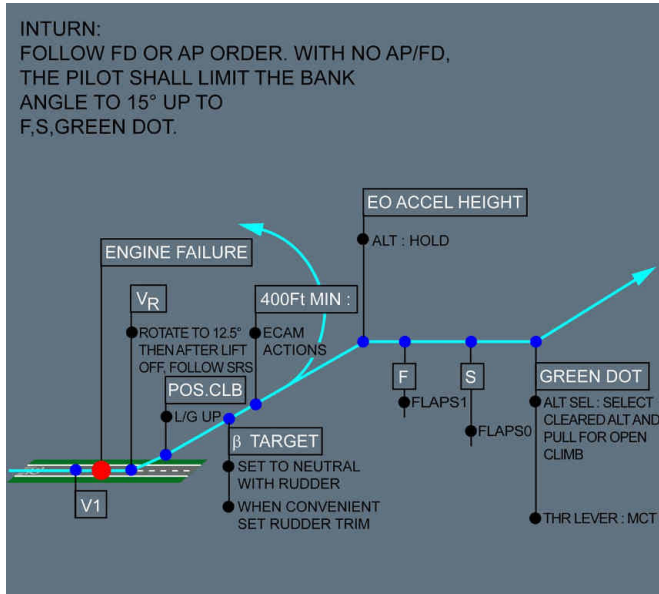 INTURN:
FOLLOW FD OR AP ORDER. WITH NO AP/FD,
THE PILOT SHALL LIMIT THE BANK
ANGLE TO 15° UP TO
F,S,GREEN DOT.
EO ACCEL HEIGHT
ALT : HOLD
ENGINE FAILURE
VR
ROTATE TO 12.5°
THEN AFTER LIFT
OFF, FOLLOW SRS
400Ft MIN :
ECAM
ACTIONS
POS.CLB
L/G UP
F
FLAPS1
S
FLAPS0
GREEN DOT
ALT SEL : SELECT
CLEARED ALT AND
PULL FOR OPEN
CLIMB
THR LEVER : MCT
β TARGET
SET TO NEUTRAL
WITH RUDDER
WHEN CONVENIENT
SET RUDDER TRIM
V1